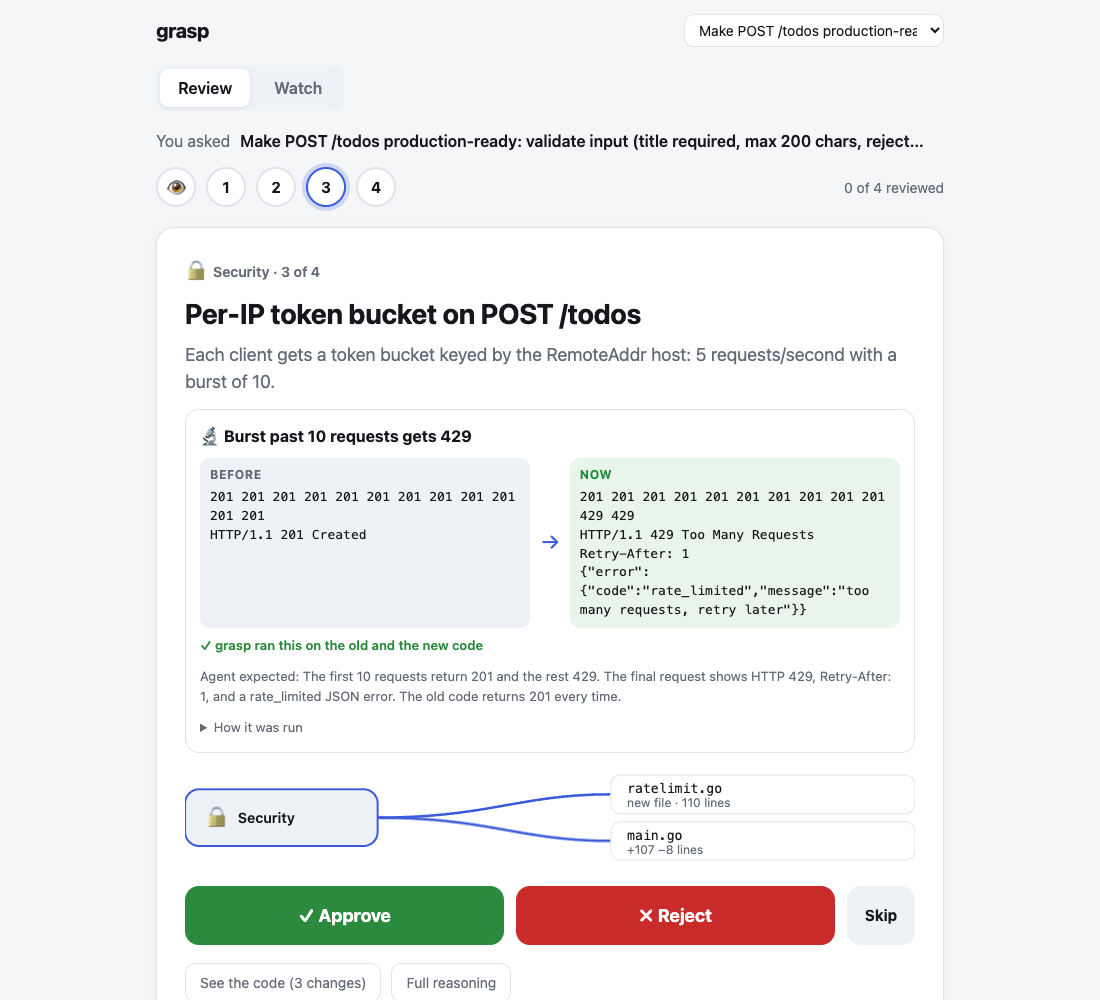 grasp
Make POST /todos production-rea
Review
Watch
You asked Make POST /todos production-ready: validate input (title required, max 200 chars, reject...
1
2
3
4
0 of 4 reviewed
Security · 3 of 4
Per-IP token bucket on POST /todos
Each client gets a token bucket keyed by the RemoteAddr host: 5 requests/second with a
burst of 10.
Burst past 10 requests gets 429
BEFORE
201 201 201 201 201 201 201 201 201 201
201 201
HTTP/1.1 201 Created
→
NOW
201 201 201 201 201 201 201 201 201 201
429 429
HTTP/1.1 429 Too Many Requests
Retry-After: 1
{"error":
{"code":"rate_limited","message":"too
many requests, retry later"}}
✓ grasp ran this on the old and the new code
Agent expected: The first 10 requests return 201 and the rest 429. The final request shows HTTP 429, Retry-After:
1, and a rate_limited JSON error. The old code returns 201 every time.
▶ How it was run
Security
ratelimit.go
new file · 110 lines
main.go
+107 −8 lines
✓ Approve
✕ Reject
Skip
See the code (3 changes)
Full reasoning